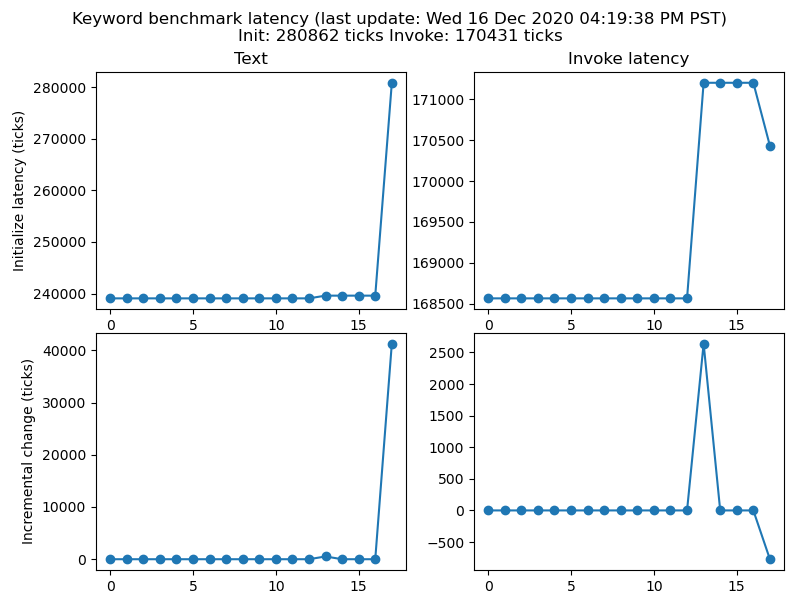 Keyword benchmark latency (last update: Wed 16 Dec 2020 04:19:38 PM PST)
Init: 280862 ticks Invoke: 170431 ticks
Text
Invoke latency
Initialize latency (ticks)
280000
270000
260000
250000
240000
0 5 10 15
171000
170500
170000
169500
169000
168500
0 5 10 15
Incremental change (ticks)
40000
30000
20000
10000
0
0 5 10 15
2500
2000
1500
1000
500
0
−500
0 5 10 15